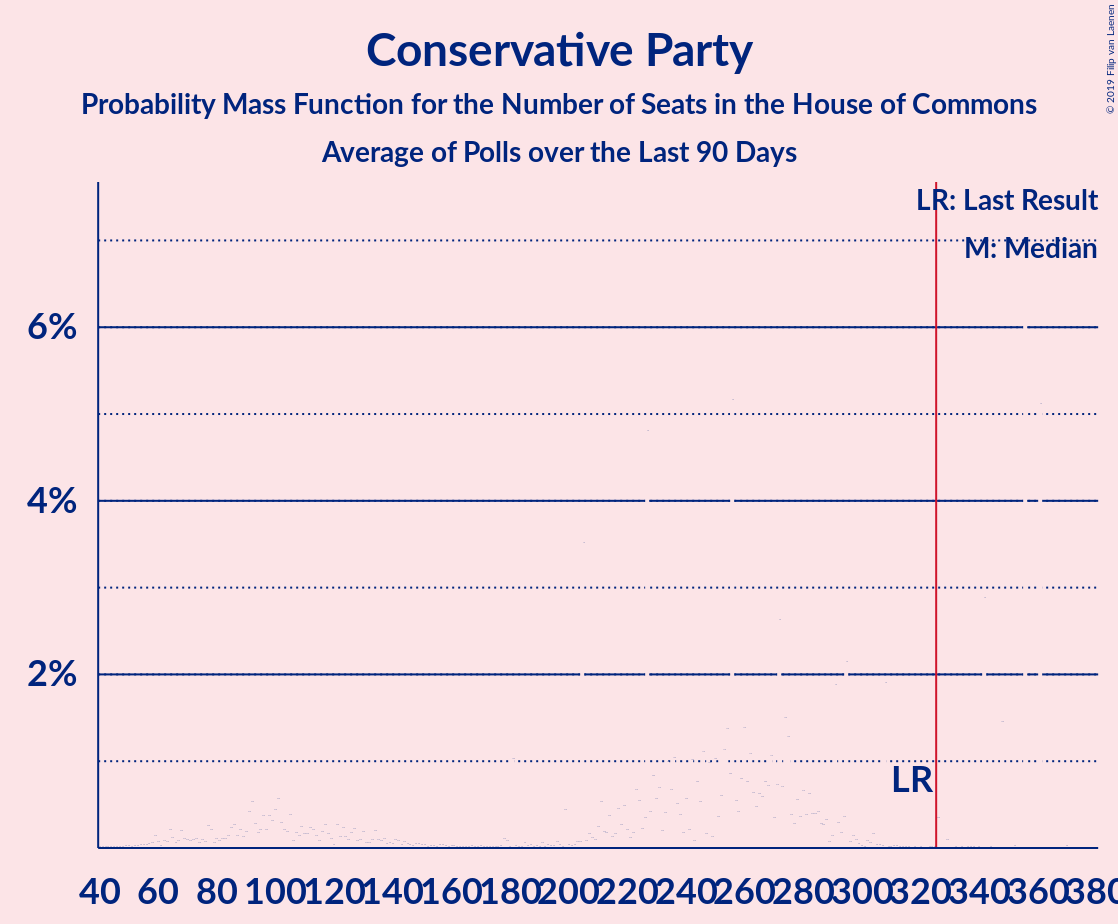 Conservative Party
Probability Mass Function for the Number of Seats in the House of Commons
Average of Polls over the Last 90 Days
© 2019 Filip van Laenen
LR: Last Result
M: Median
6%
4%
2%
LR
40 60 80 100 120 140 160 180 200 220 240 260 280 300 320 340 360 380